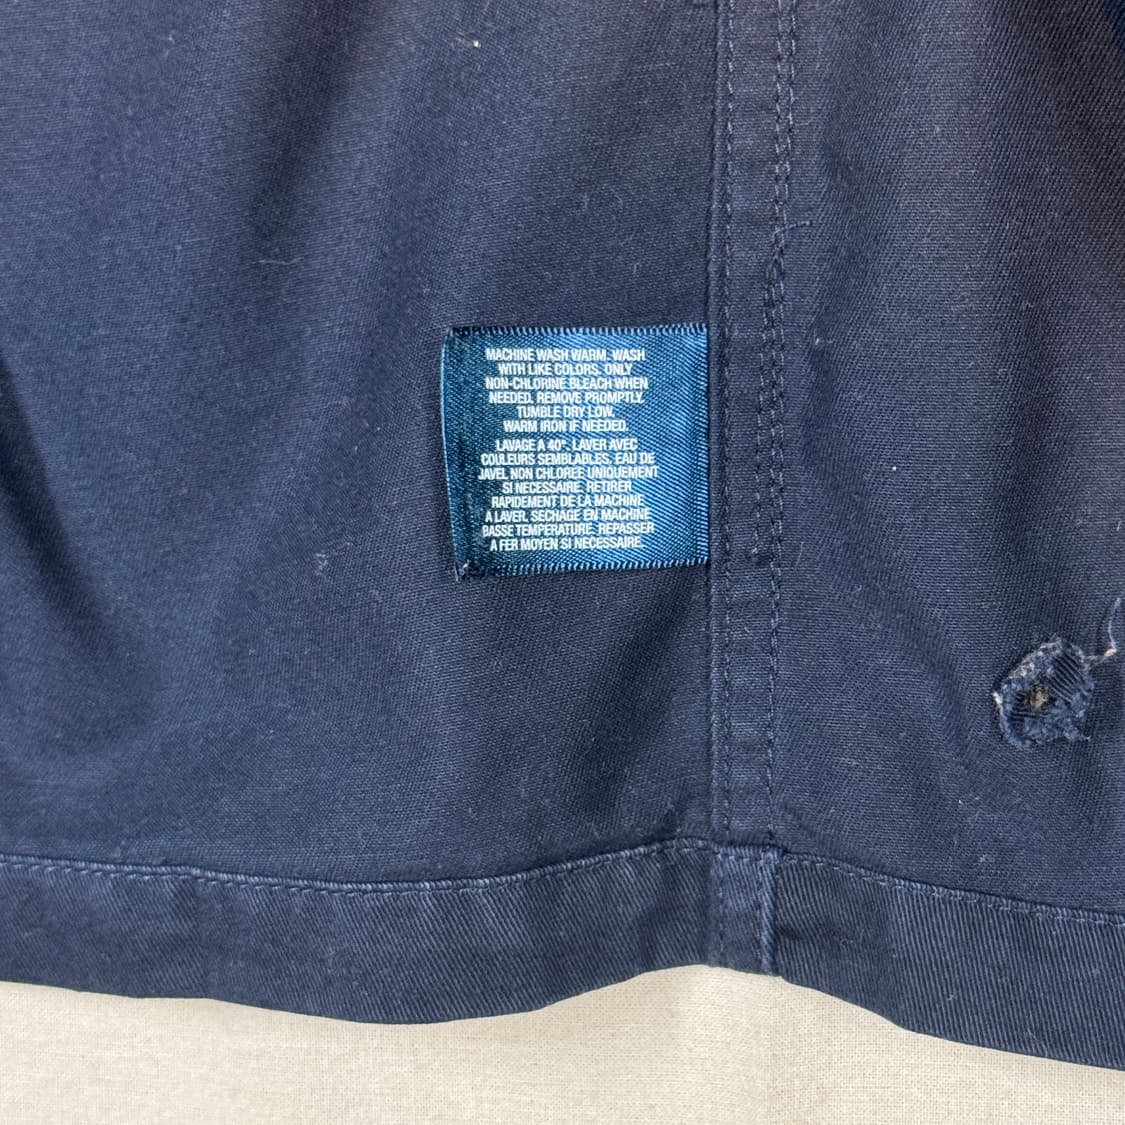 MACHINE WASH WARM. WASH
WITH LIKE COLORS. ONLY
NON-CHLORINE BLEACH WHEN
NEEDED. REMOVE PROMPTLY.
TUMBLE DRY LOW.
WARM IRON IF NEEDED.
LAVAGE A 40°. LAVER AVEC
COULEURS SEMBLABLES. EAU DE
JAVEL NON CHLOREE UNIQUEMENT
SI NECESSAIRE. RETIRER
RAPIDEMENT DE LA MACHINE
A LAVER. SECHAGE EN MACHINE
BASSE TEMPERATURE. REPASSER
A FER MOYEN SI NECESSAIRE.